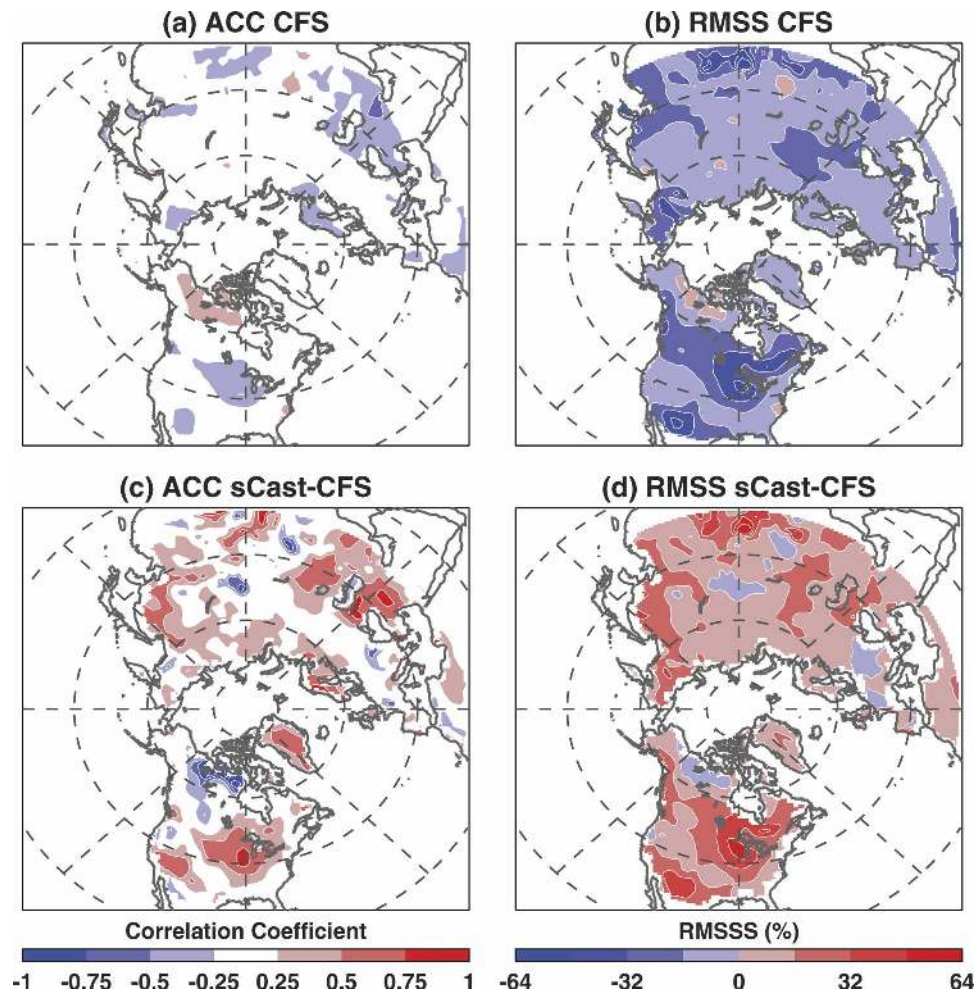 (a) ACC CFS
(b) RMSS CFS
(c) ACC sCast-CFS
(d) RMSS sCast-CFS
Correlation Coefficient
-1 -0.75 -0.5 -0.25 0.25 0.5 0.75 1
RMSSS (%)
-64 -32 0 32 64